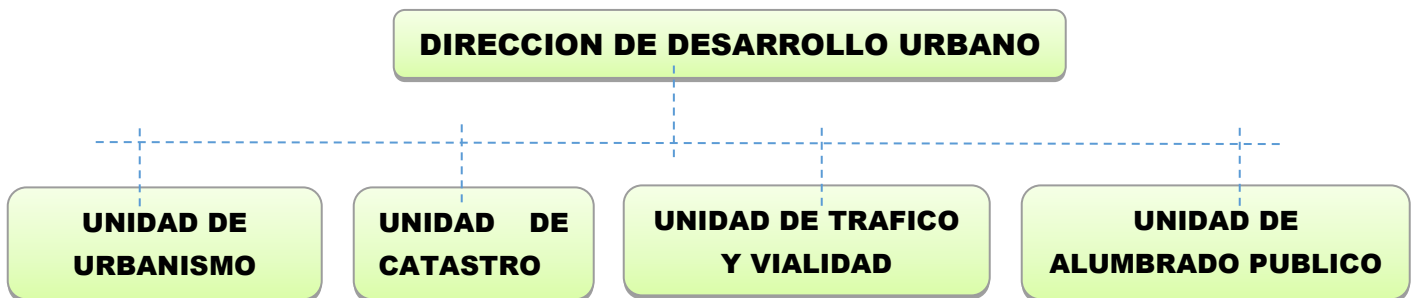 DIRECCION DE DESARROLLO URBANO
UNIDAD DE
URBANISMO
UNIDAD DE
CATASTRO
UNIDAD DE TRAFICO
Y VIALIDAD
UNIDAD DE
ALUMBRADO PUBLICO